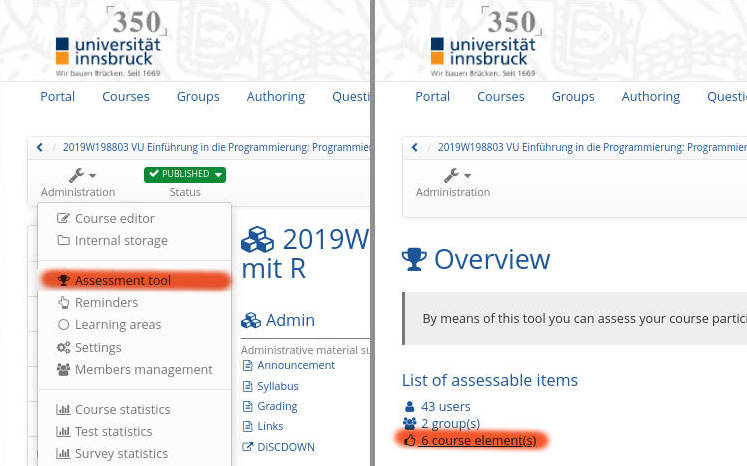 350
universität
innsbruck
Wir bauen Brücken. Seit 1669
Portal Courses Groups Authoring Questi
2019W198803 VU Einführung in die Programmierung: Programmier
Administration
PUBLISHED
Status
Course editor
Internal storage
Assessment tool
Reminders
Learning areas
Settings
Members management
Course statistics
Test statistics
Survey statistics
2019W
mit R
Admin
Administrative material su
Announcement
Syllabus
Grading
Links
DiSCDOWN
350
universität
innsbruck
Wir bauen Brücken. Seit 1669
Portal Courses Groups Authoring Questi
2019W198803 VU Einführung in die Programmierung: Programm
Administration
Overview
By means of this tool you can assess your course partici
List of assessable items
43 users
2 group(s)
6 course element(s)